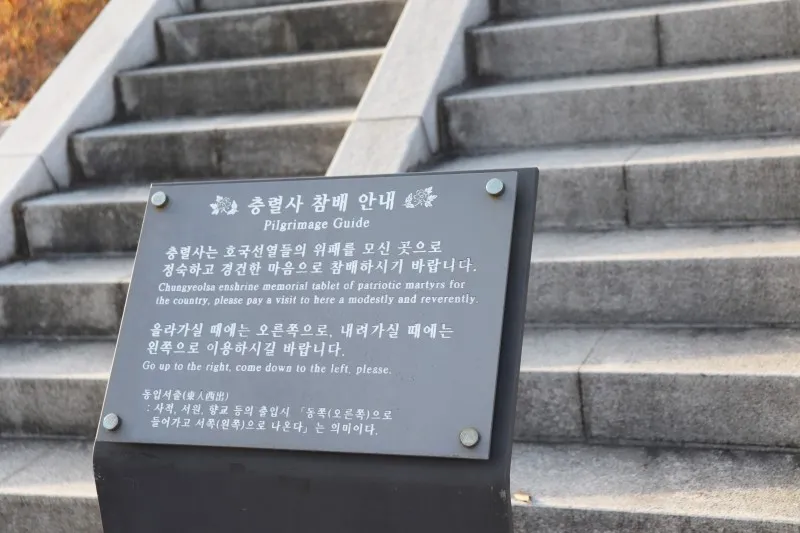 충렬사 참배 안내
Pilgrimage Guide
충렬사는 호국선열들의 위패를 모신 곳으로
정숙하고 경건한 마음으로 참배하시기 바랍니다.
Chungyeolsa enshrine memorial tablet of patriotic martyrs for
the country, please pay a visit to here a modestly and reverently.
올라가실 때에는 오른쪽으로, 내려가실 때에는
왼쪽으로 이용하시길 바랍니다.
Go up to the right, come down to the left, please.
동입서출(東入西出)
: 사적, 서원, 향교 등의 출입시 「동쪽(오른쪽)으로
들어가고 서쪽(왼쪽)으로 나온다」는 의미이다.